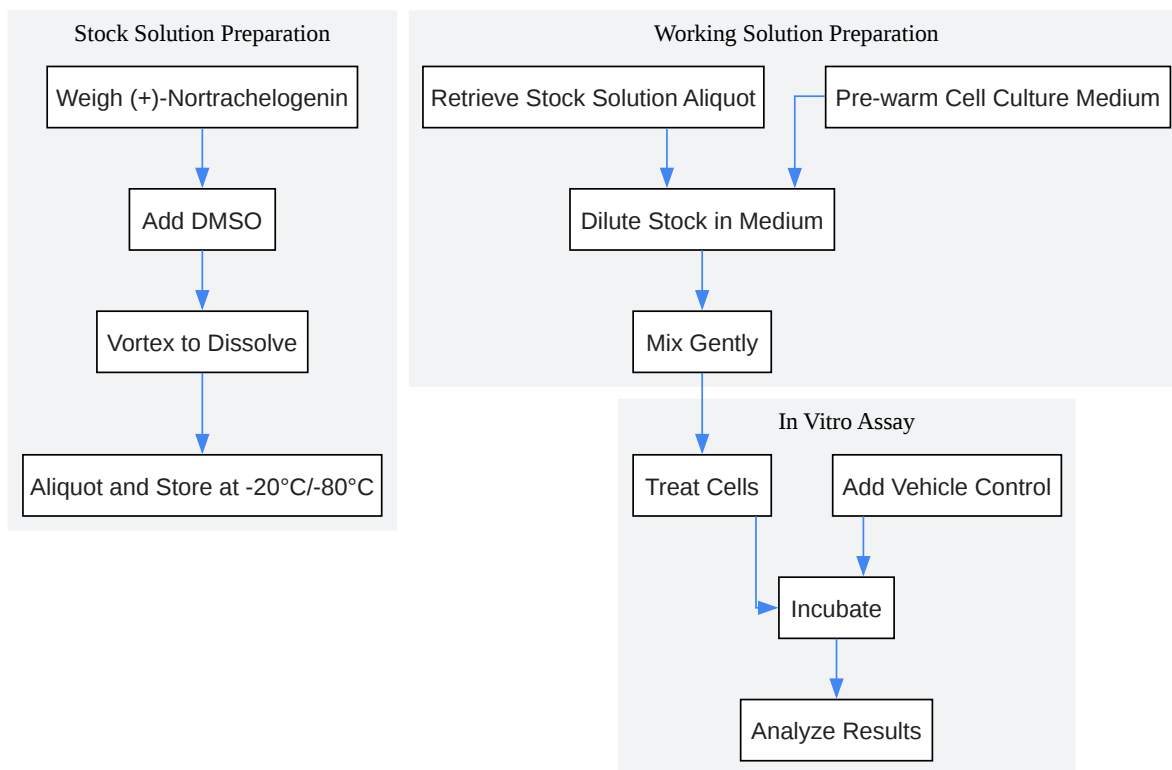 Stock Solution Preparation
Weigh (+)-Nortrachelogenin
Add DMSO
Vortex to Dissolve
Aliquot and Store at -20°C/-80°C
Working Solution Preparation
Retrieve Stock Solution Aliquot
Pre-warm Cell Culture Medium
Dilute Stock in Medium
Mix Gently
In Vitro Assay
Treat Cells
Add Vehicle Control
Incubate
Analyze Results